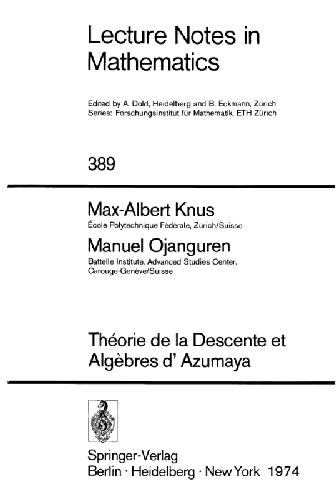 Lecture Notes in
Mathematics
Edited by A. Dold, Heidelberg and B. Eckmann, Zürich
Series: Forschungsinstitut für Mathematik, ETH Zürich
389
Max-Albert Knus
École Polytechnique Fédérale, Zürich/Suisse
Manuel Ojanguren
Battelle Institute, Advanced Studies Center,
Carouge-Genève/Suisse
Théorie de la Descente et
Algèbres d' Azumaya
Springer-Verlag
Berlin · Heidelberg · New York 1974